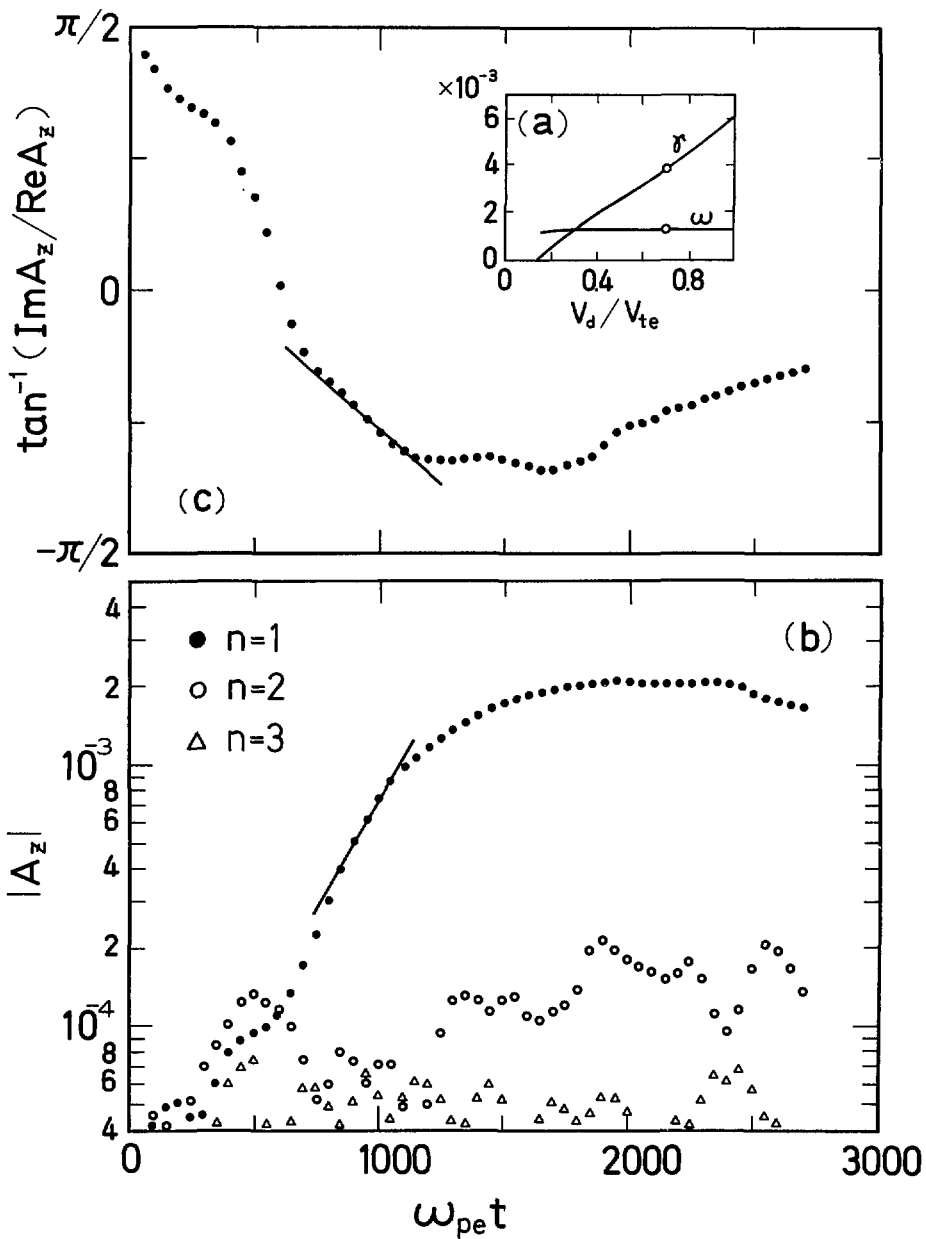 π/2
0
−π/2
tan⁻¹ (ImA_z/ReA_z)
(c)
×10⁻³
(a)
6
4
2
0
γ
ω
0 0.4 0.8
V_d/V_te
(b)
● n=1
○ n=2
△ n=3
4
2
10⁻³
8
6
4
2
10⁻⁴
8
6
4
|A_z|
0 1000 2000 3000
ω_pe t